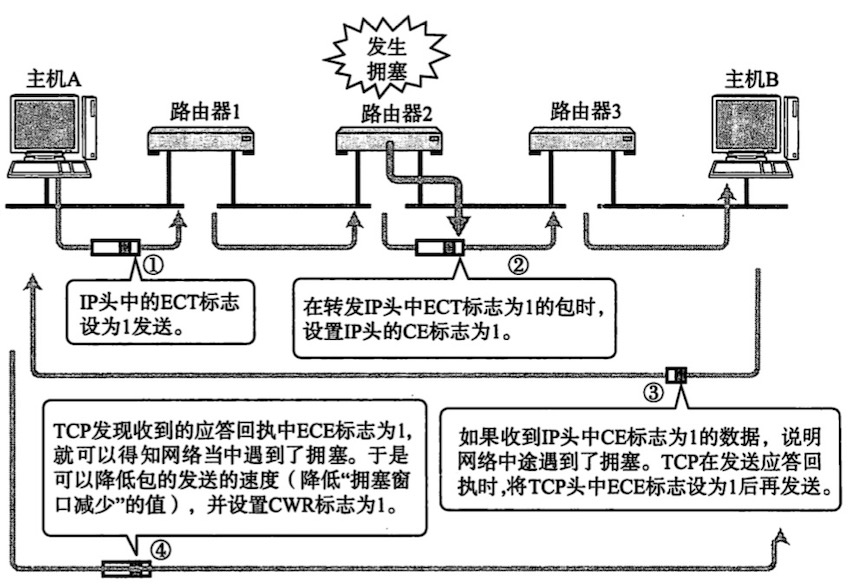 发生
拥塞
主机A
主机B
路由器1
路由器2
路由器3
①
IP头中的ECT标志
设为1发送。
②
在转发IP头中ECT标志为1的包时，
设置IP头的CE标志为1。
③
如果收到IP头中CE标志为1的数据，说明
网络中途遇到了拥塞。TCP在发送应答回
执时,将TCP头中ECE标志设为1后再发送。
TCP发现收到的应答回执中ECE标志为1,
就可以得知网络当中遇到了拥塞。于是
可以降低包的发送的速度（降低“拥塞窗
口减少”的值），并设置CWR标志为1。
④